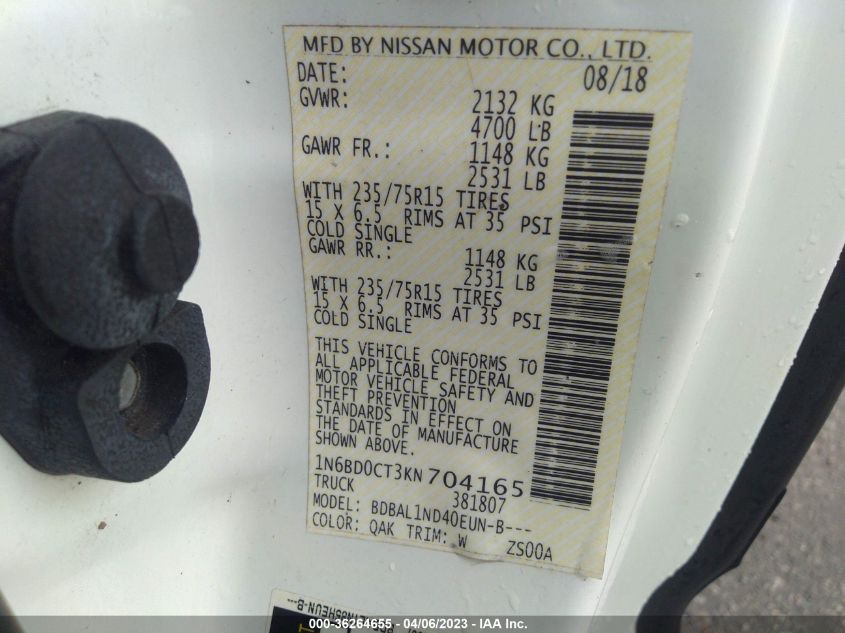 MFD BY NISSAN MOTOR CO., LTD.
DATE: 08/18
GVWR: 2132 KG
4700 LB
GAWR FR.: 1148 KG
2531 LB
WITH 235/75R15 TIRES
15 X 6.5 RIMS AT 35 PSI
COLD SINGLE
GAWR RR.: 1148 KG
2531 LB
WITH 235/75R15 TIRES
15 X 6.5 RIMS AT 35 PSI
COLD SINGLE
THIS VEHICLE CONFORMS TO
ALL APPLICABLE FEDERAL
MOTOR VEHICLE SAFETY AND
THEFT PREVENTION
STANDARDS IN EFFECT ON
THE DATE OF MANUFACTURE
SHOWN ABOVE.
1N6BD0CT3KN704165
TRUCK 381807
MODEL: BDBAL1ND40EUN-B---
COLOR: QAK TRIM: W ZS00A
000-36264655 - 04/06/2023 - IAA Inc.